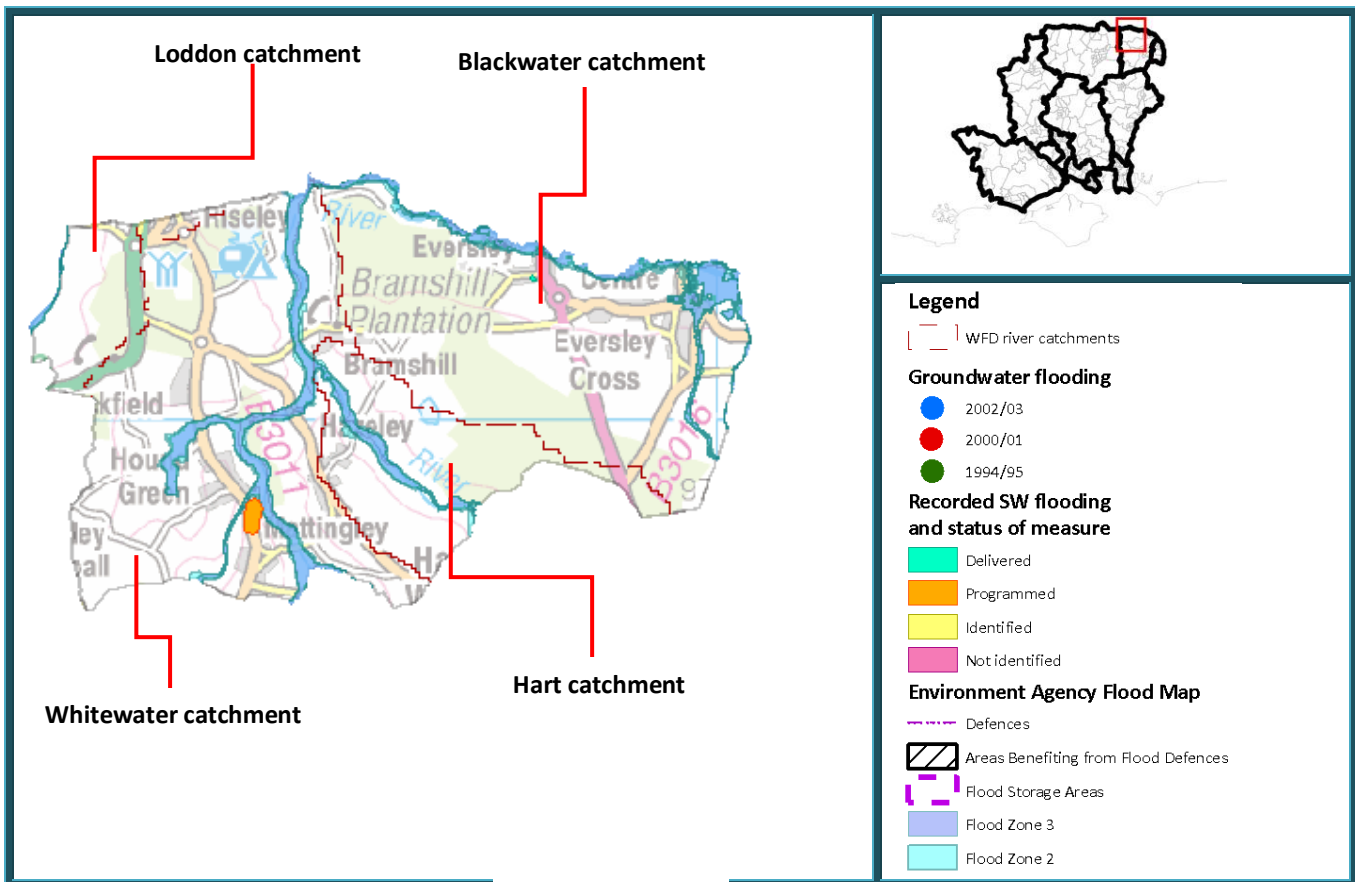 Loddon catchment
Blackwater catchment
Riseley
River
Eversley
Centre
Bramshill
Plantation
Eversley
Cross
Bramshill
kfield
B3011
Hazeley
Hound
Green
River
B3016
Mattingley
ley
Ha
W
Hart catchment
Whitewater catchment
Legend
WFD river catchments
Groundwater flooding
2002/03
2000/01
1994/95
Recorded SW flooding
and status of measure
Delivered
Programmed
Identified
Not identified
Environment Agency Flood Map
Defences
Areas Benefiting from Flood Defences
Flood Storage Areas
Flood Zone 3
Flood Zone 2